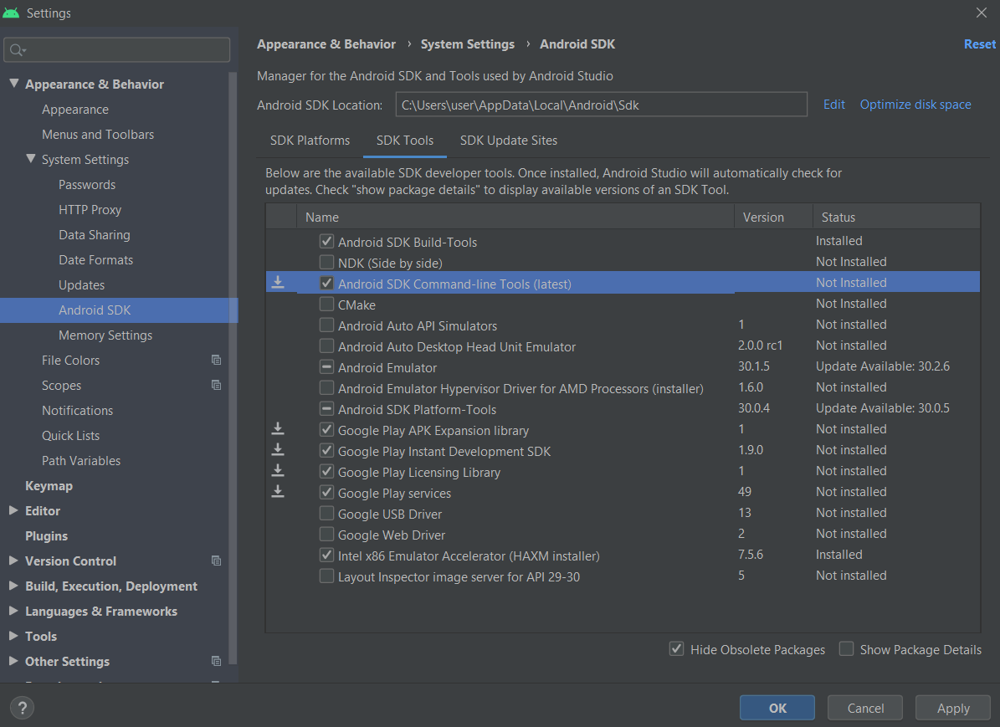 Settings
Appearance & Behavior
Appearance
Menus and Toolbars
System Settings
Passwords
HTTP Proxy
Data Sharing
Date Formats
Updates
Android SDK
Memory Settings
File Colors
Scopes
Notifications
Quick Lists
Path Variables
Keymap
Editor
Plugins
Version Control
Build, Execution, Deployment
Languages & Frameworks
Tools
Other Settings
Appearance & Behavior › System Settings › Android SDK Reset
Manager for the Android SDK and Tools used by Android Studio
Android SDK Location: C:\Users\user\AppData\Local\Android\Sdk Edit Optimize disk space
SDK Platforms SDK Tools SDK Update Sites
Below are the available SDK developer tools. Once installed, Android Studio will automatically check for
updates. Check "show package details" to display available versions of an SDK Tool.
Name Version Status
Android SDK Build-Tools Installed
NDK (Side by side) Not Installed
Android SDK Command-line Tools (latest) Not Installed
CMake Not Installed
Android Auto API Simulators 1 Not installed
Android Auto Desktop Head Unit Emulator 2.0.0 rc1 Not installed
Android Emulator 30.1.5 Update Available: 30.2.6
Android Emulator Hypervisor Driver for AMD Processors (installer) 1.6.0 Not installed
Android SDK Platform-Tools 30.0.4 Update Available: 30.0.5
Google Play APK Expansion library 1 Not installed
Google Play Instant Development SDK 1.9.0 Not installed
Google Play Licensing Library 1 Not installed
Google Play services 49 Not installed
Google USB Driver 13 Not installed
Google Web Driver 2 Not installed
Intel x86 Emulator Accelerator (HAXM installer) 7.5.6 Installed
Layout Inspector image server for API 29-30 5 Not installed
Hide Obsolete Packages Show Package Details
? OK Cancel Apply